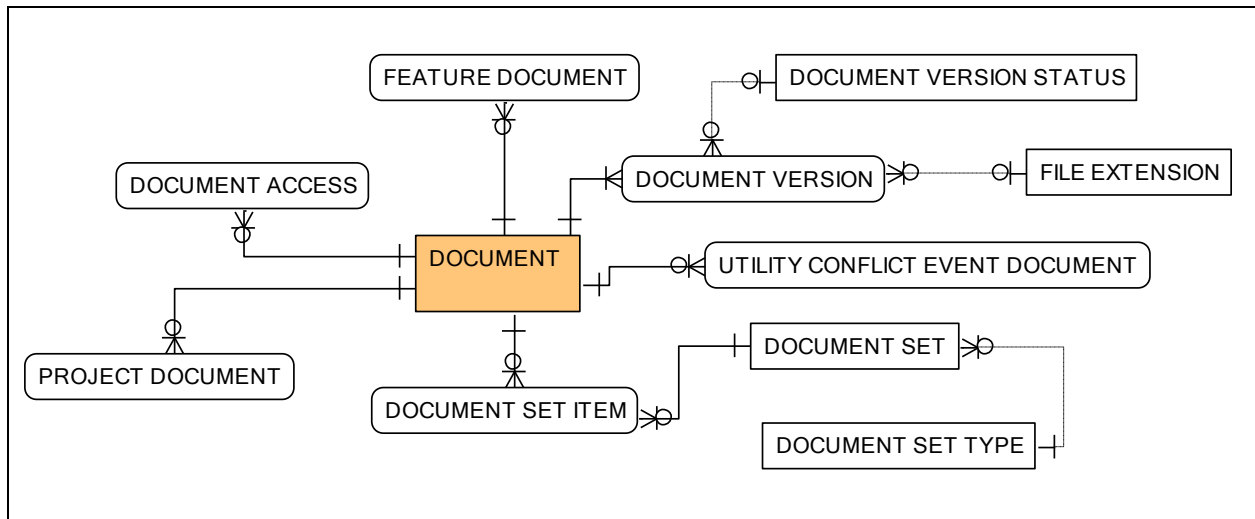 FEATURE DOCUMENT
DOCUMENT VERSION STATUS
DOCUMENT ACCESS
DOCUMENT VERSION
FILE EXTENSION
DOCUMENT
UTILITY CONFLICT EVENT DOCUMENT
PROJECT DOCUMENT
DOCUMENT SET
DOCUMENT SET ITEM
DOCUMENT SET TYPE